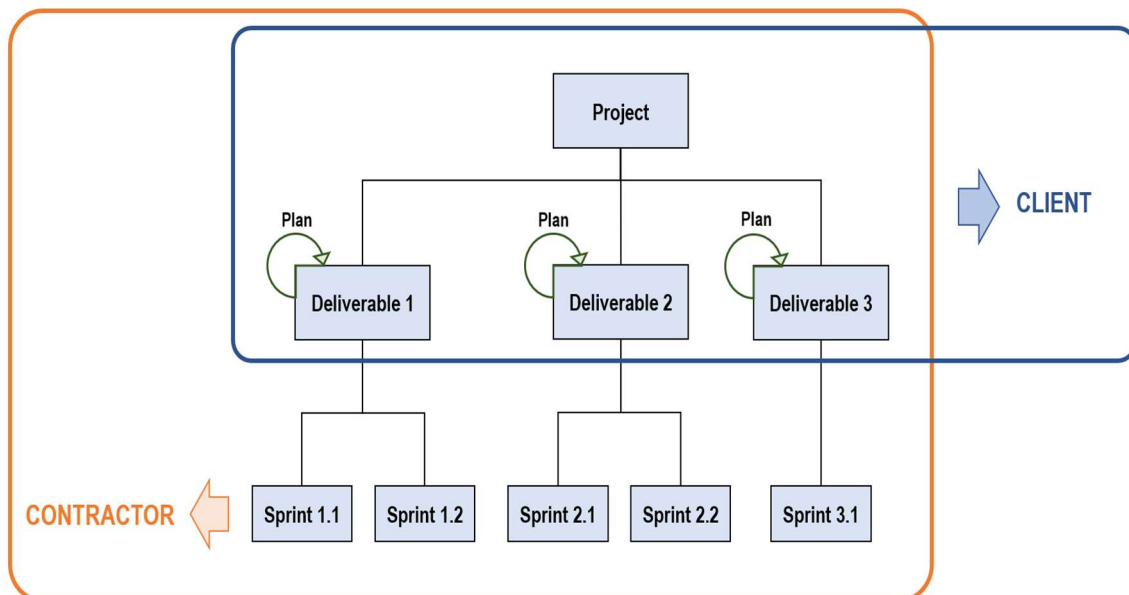 Project
CLIENT
Plan
Plan
Plan
Deliverable 1
Deliverable 2
Deliverable 3
CONTRACTOR
Sprint 1.1
Sprint 1.2
Sprint 2.1
Sprint 2.2
Sprint 3.1